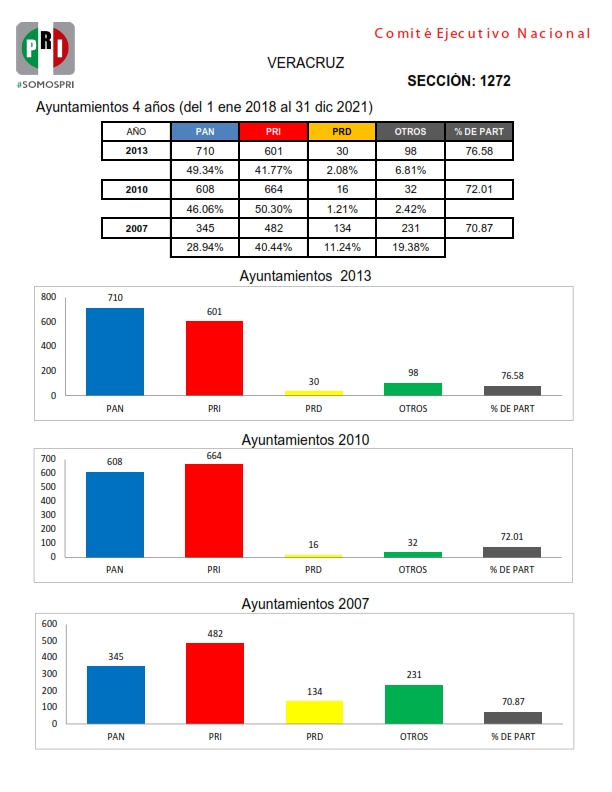 Comité Ejecutivo Nacional
PRI
#SOMOSPRI
VERACRUZ
SECCIÓN: 1272
Ayuntamientos 4 años (del 1 ene 2018 al 31 dic 2021)
AÑO PAN PRI PRD OTROS % DE PART
2013 710 601 30 98 76.58
49.34% 41.77% 2.08% 6.81%
2010 608 664 16 32 72.01
46.06% 50.30% 1.21% 2.42%
2007 345 482 134 231 70.87
28.94% 40.44% 11.24% 19.38%
Ayuntamientos 2013
800
710
601
600
400
200
98
76.58
30
0
PAN PRI PRD OTROS % DE PART
Ayuntamientos 2010
700
664
608
600
500
400
300
200
100
72.01
32
16
0
PAN PRI PRD OTROS % DE PART
Ayuntamientos 2007
600
500
482
400
345
300
231
200
134
100
70.87
0
PAN PRI PRD OTROS % DE PART